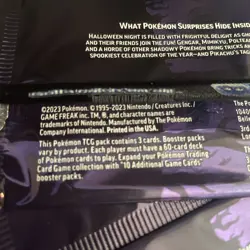 WHAT POKÉMON SURPRISES HIDE INSID
HALLOWEEN NIGHT IS FILLED WITH FRIGHTFUL DELIGHT AS GH
AND THEIR FRIENDS JOIN THE FUN! GENGAR, MIMIKYU, POLTEA
AND A HORDE OF OTHER SHADOWY POKÉMON BRING TRICKS AN
SPOOKIEST CELEBRATION OF THE YEAR—AND PIKACHU'S TAG
©2023 Pokémon. ©1995–2023 Nintendo / Creatures Inc. /
GAME FREAK inc. TM, ®, and character names are
trademarks of Nintendo. Manufactured by The Pokémon
Company International. Printed in the USA.
This Pokémon TCG pack contains 3 cards. Booster packs
vary by product. Each player must have a 60-card deck
of Pokémon cards to play. Expand your Pokémon Trading
Card Game collection with "10 Additional Game Cards"
booster packs.
The P